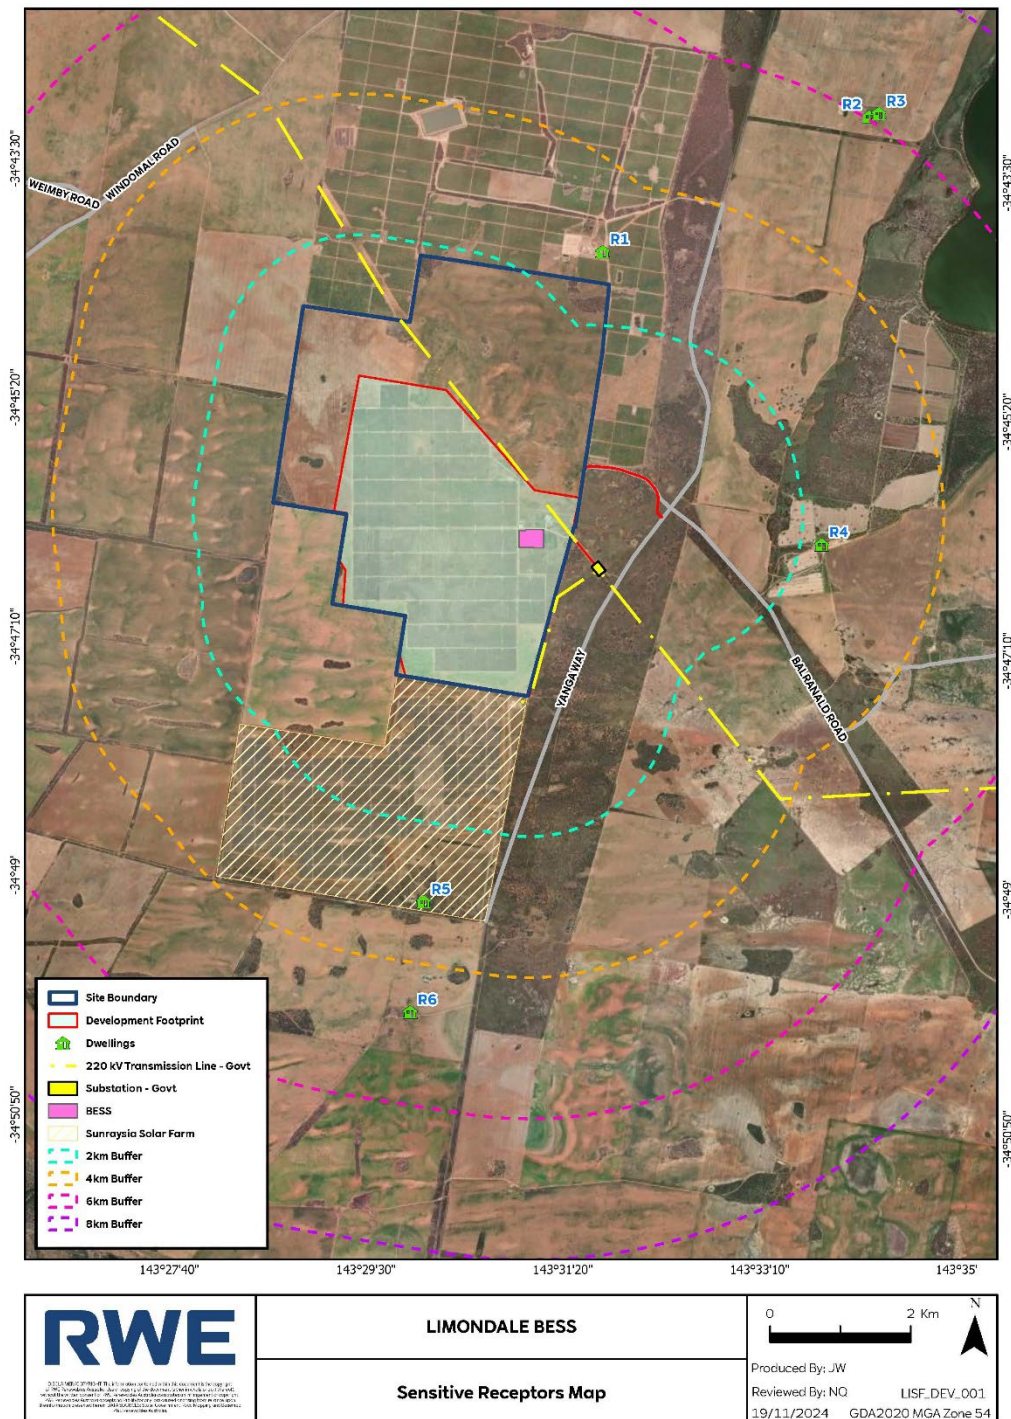 R2
R3
-34°43'30"
-34°43'30"
WINDOMAL ROAD
WEIMBY ROAD
R1
-34°45'20"
-34°45'20"
R4
-34°47'10"
-34°47'10"
YANGA WAY
BALRANALD ROAD
-34°49'
-34°49'
R5
R6
Site Boundary
Development Footprint
Dwellings
220 kV Transmission Line - Govt
Substation - Govt
BESS
Sunraysia Solar Farm
2km Buffer
4km Buffer
6km Buffer
8km Buffer
-34°50'50"
-34°50'50"
143°27'40"
143°29'30"
143°31'20"
143°33'10"
143°35'
RWE
LIMONDALE BESS
Sensitive Receptors Map
0
2 Km
N
Produced By: JW
Reviewed By: NQ
LISF_DEV_001
19/11/2024
GDA2020 MGA Zone 54